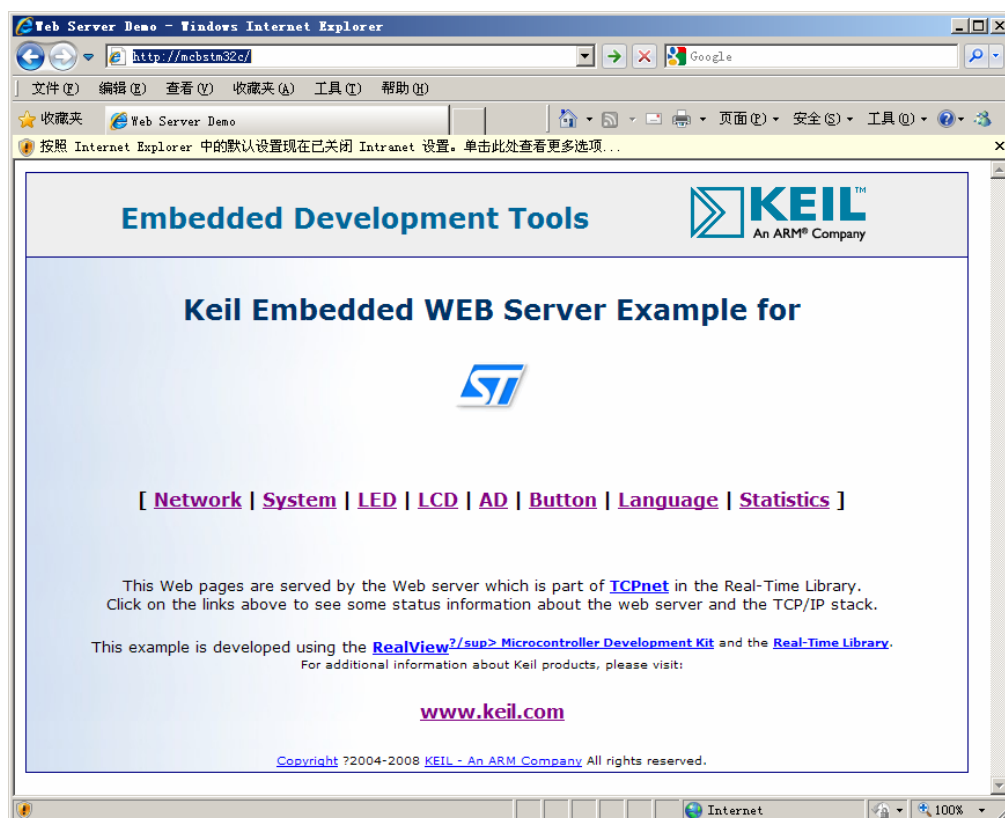 Web Server Demo - Windows Internet Explorer
http://mcbstm32c/
Google
文件(F) 编辑(E) 查看(V) 收藏夹(A) 工具(T) 帮助(H)
收藏夹 Web Server Demo 页面(P) 安全(S) 工具(O)
按照 Internet Explorer 中的默认设置现在已关闭 Intranet 设置。单击此处查看更多选项...
Embedded Development Tools
KEIL™
An ARM® Company
Keil Embedded WEB Server Example for
ST
[ Network | System | LED | LCD | AD | Button | Language | Statistics ]
This Web pages are served by the Web server which is part of TCPnet in the Real-Time Library.
Click on the links above to see some status information about the web server and the TCP/IP stack.
This example is developed using the RealView?/sup> Microcontroller Development Kit and the Real-Time Library.
For additional information about Keil products, please visit:
www.keil.com
Copyright ?2004-2008 KEIL - An ARM Company All rights reserved.
Internet 100%